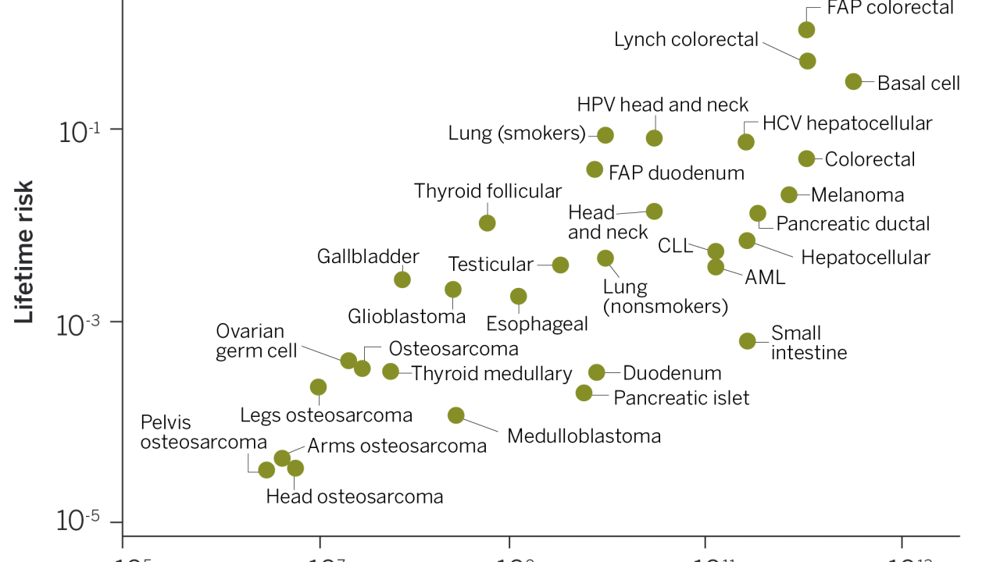 FAP colorectal
Lynch colorectal
Basal cell
HPV head and neck
10-1
HCV hepatocellular
Lung (smokers)
Colorectal
FAP duodenum
Thyroid follicular
Melanoma
Head
and neck
Pancreatic ductal
CLL
Gallbladder
Testicular
Hepatocellular
AML
Lung
(nonsmokers)
Glioblastoma
Esophageal
10-3
Ovarian
germ cell
Osteosarcoma
Small
intestine
Thyroid medullary
Duodenum
Pancreatic islet
Legs osteosarcoma
Pelvis
osteosarcoma
Medulloblastoma
Arms osteosarcoma
Head osteosarcoma
10-5
Lifetime risk